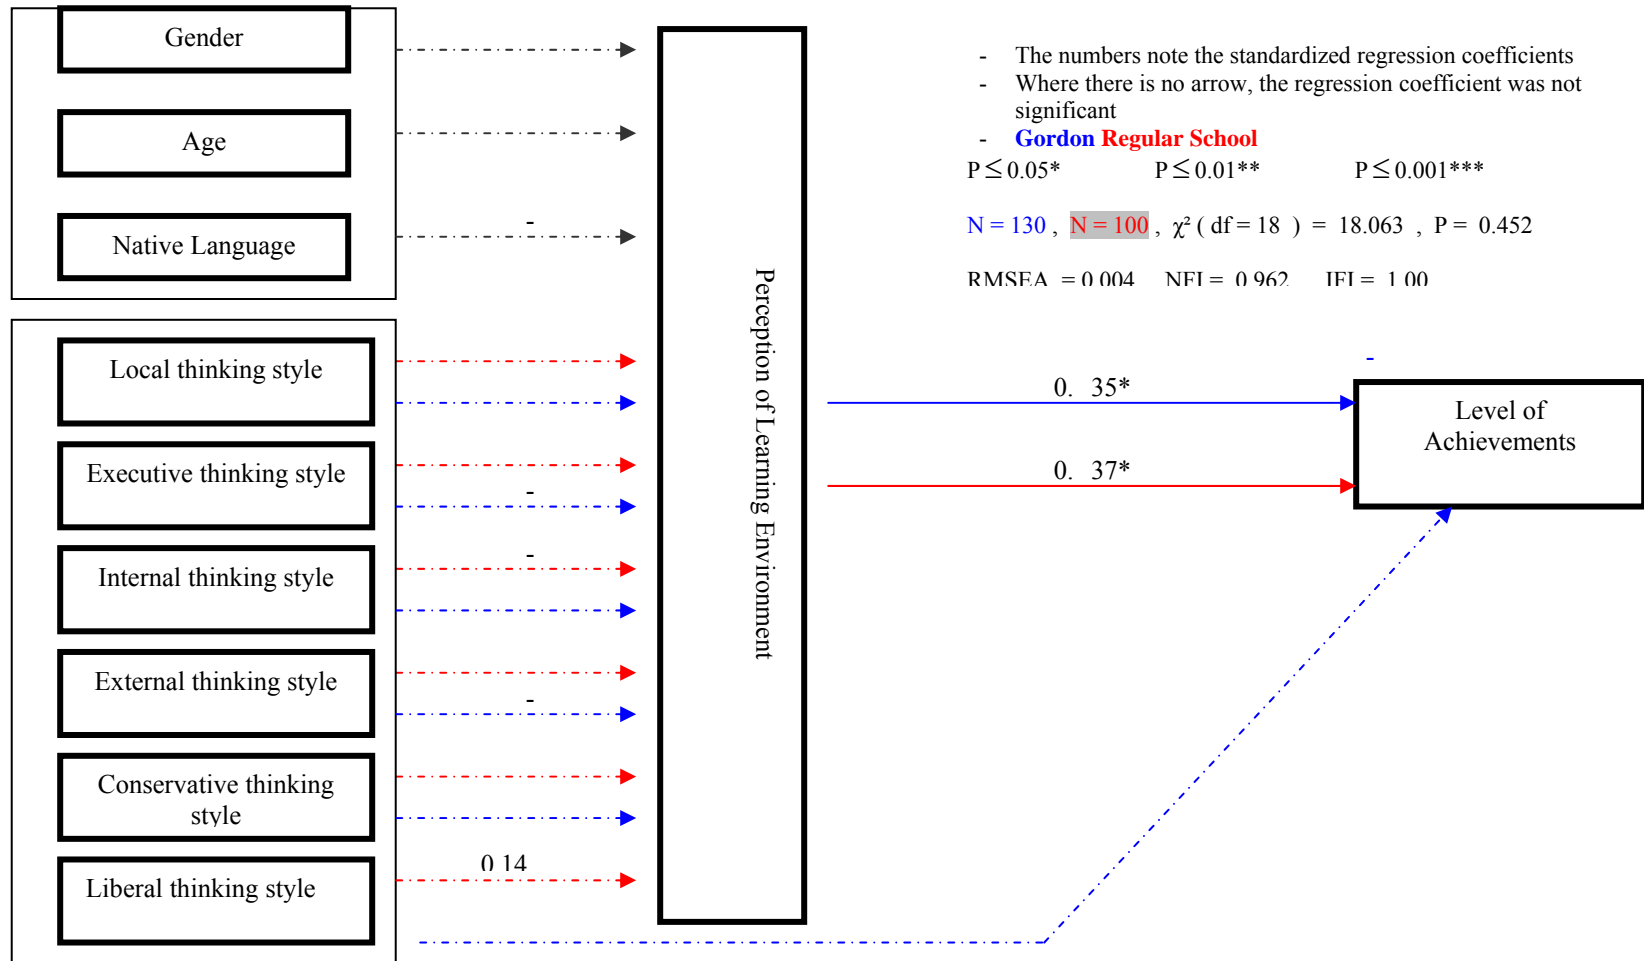 Gender
Age
-
Native Language
- The numbers note the standardized regression coefficients
- Where there is no arrow, the regression coefficient was not
significant
- Gordon Regular School
P ≤ 0.05* P ≤ 0.01** P ≤ 0.001***
N = 130 , N = 100 , χ² ( df = 18 ) = 18.063 , P = 0.452
RMSEA = 0.004 NFI = 0.962 IFI = 1.00
Local thinking style
Executive thinking style
-
-
Internal thinking style
External thinking style
-
Conservative thinking
style
0.14
Liberal thinking style
Perception of Learning Environment
-
0. 35*
0. 37*
Level of
Achievements